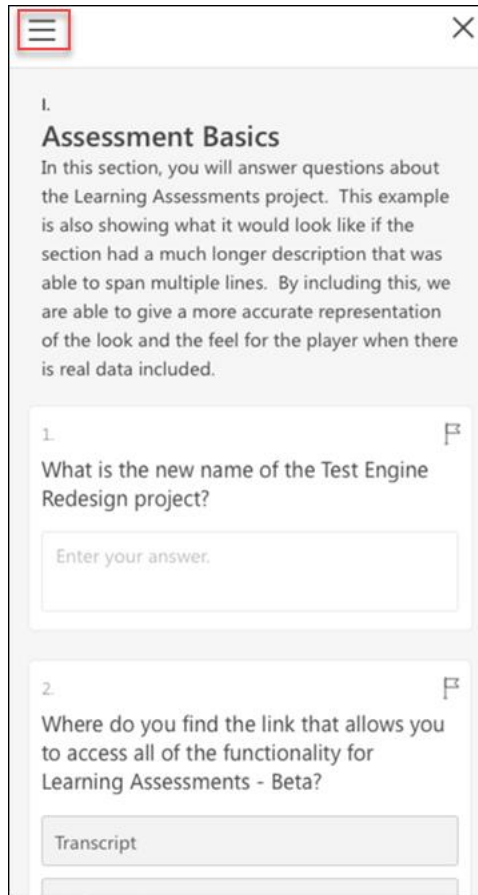 I.
Assessment Basics
In this section, you will answer questions about
the Learning Assessments project. This example
is also showing what it would look like if the
section had a much longer description that was
able to span multiple lines. By including this, we
are able to give a more accurate representation
of the look and the feel for the player when there
is real data included.
1.
What is the new name of the Test Engine
Redesign project?
Enter your answer.
2.
Where do you find the link that allows you
to access all of the functionality for
Learning Assessments - Beta?
Transcript